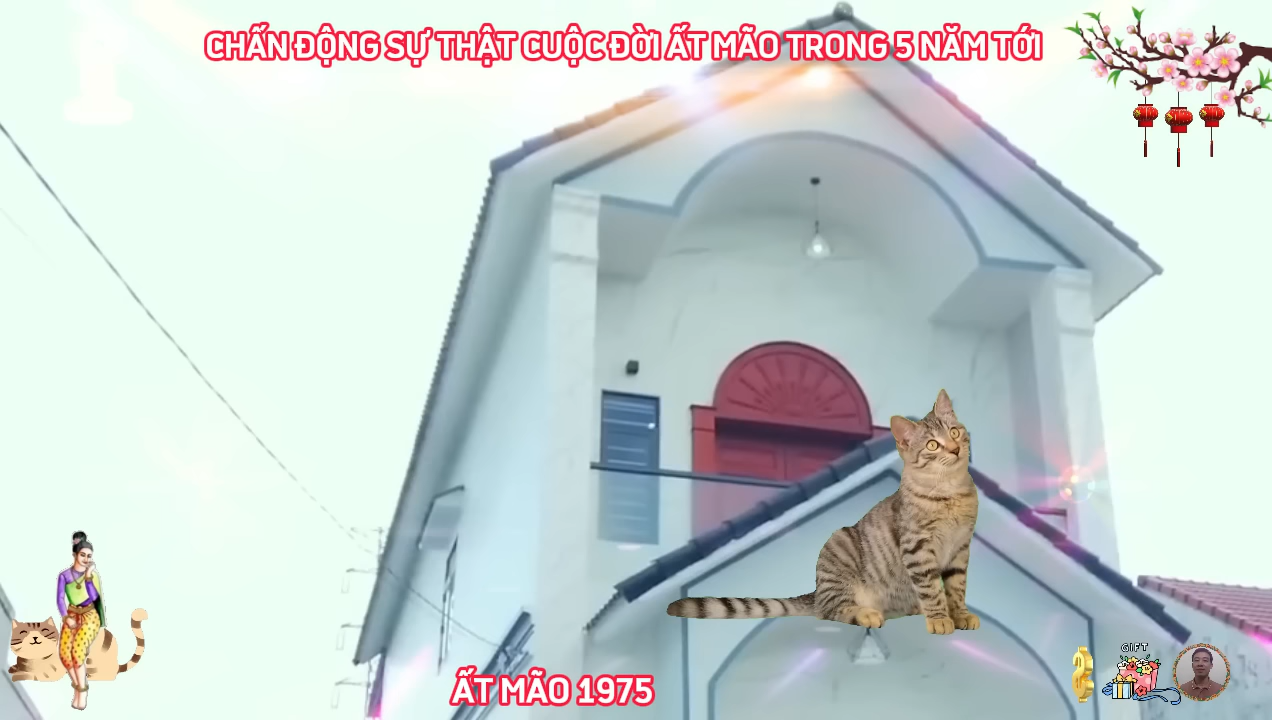 CHẤN ĐỘNG SỰ THẬT CUỘC ĐỜI ẤT MÃO TRONG 5 NĂM TỚI
GIFT
ẤT MÃO 1975